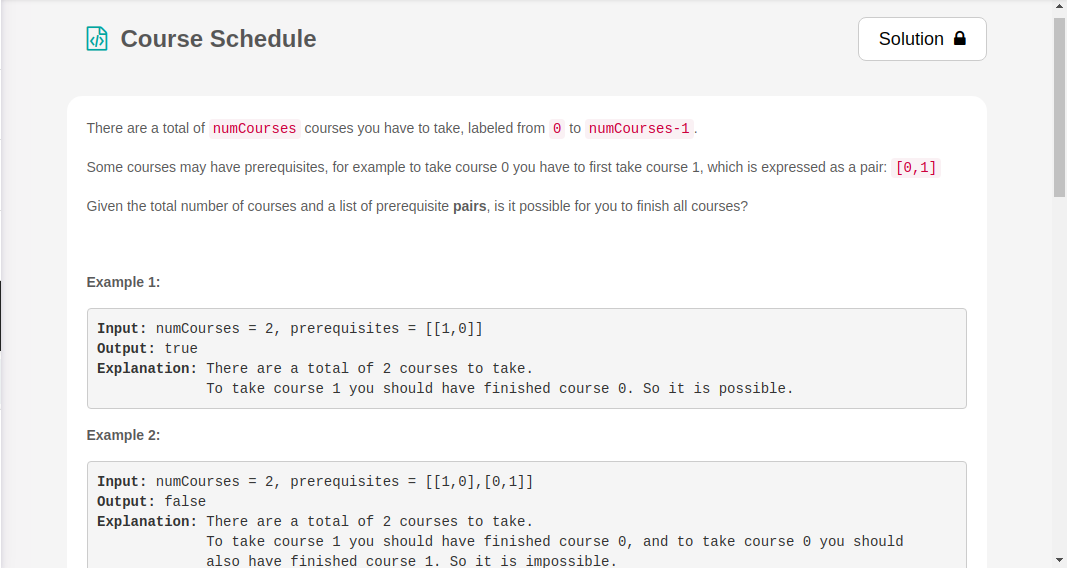 Course Schedule
Solution
There are a total of numCourses courses you have to take, labeled from 0 to numCourses-1.
Some courses may have prerequisites, for example to take course 0 you have to first take course 1, which is expressed as a pair: [0,1]
Given the total number of courses and a list of prerequisite pairs, is it possible for you to finish all courses?
Example 1:
Input: numCourses = 2, prerequisites = [[1,0]]
Output: true
Explanation: There are a total of 2 courses to take.
To take course 1 you should have finished course 0. So it is possible.
Example 2:
Input: numCourses = 2, prerequisites = [[1,0],[0,1]]
Output: false
Explanation: There are a total of 2 courses to take.
To take course 1 you should have finished course 0, and to take course 0 you should
also have finished course 1. So it is impossible.